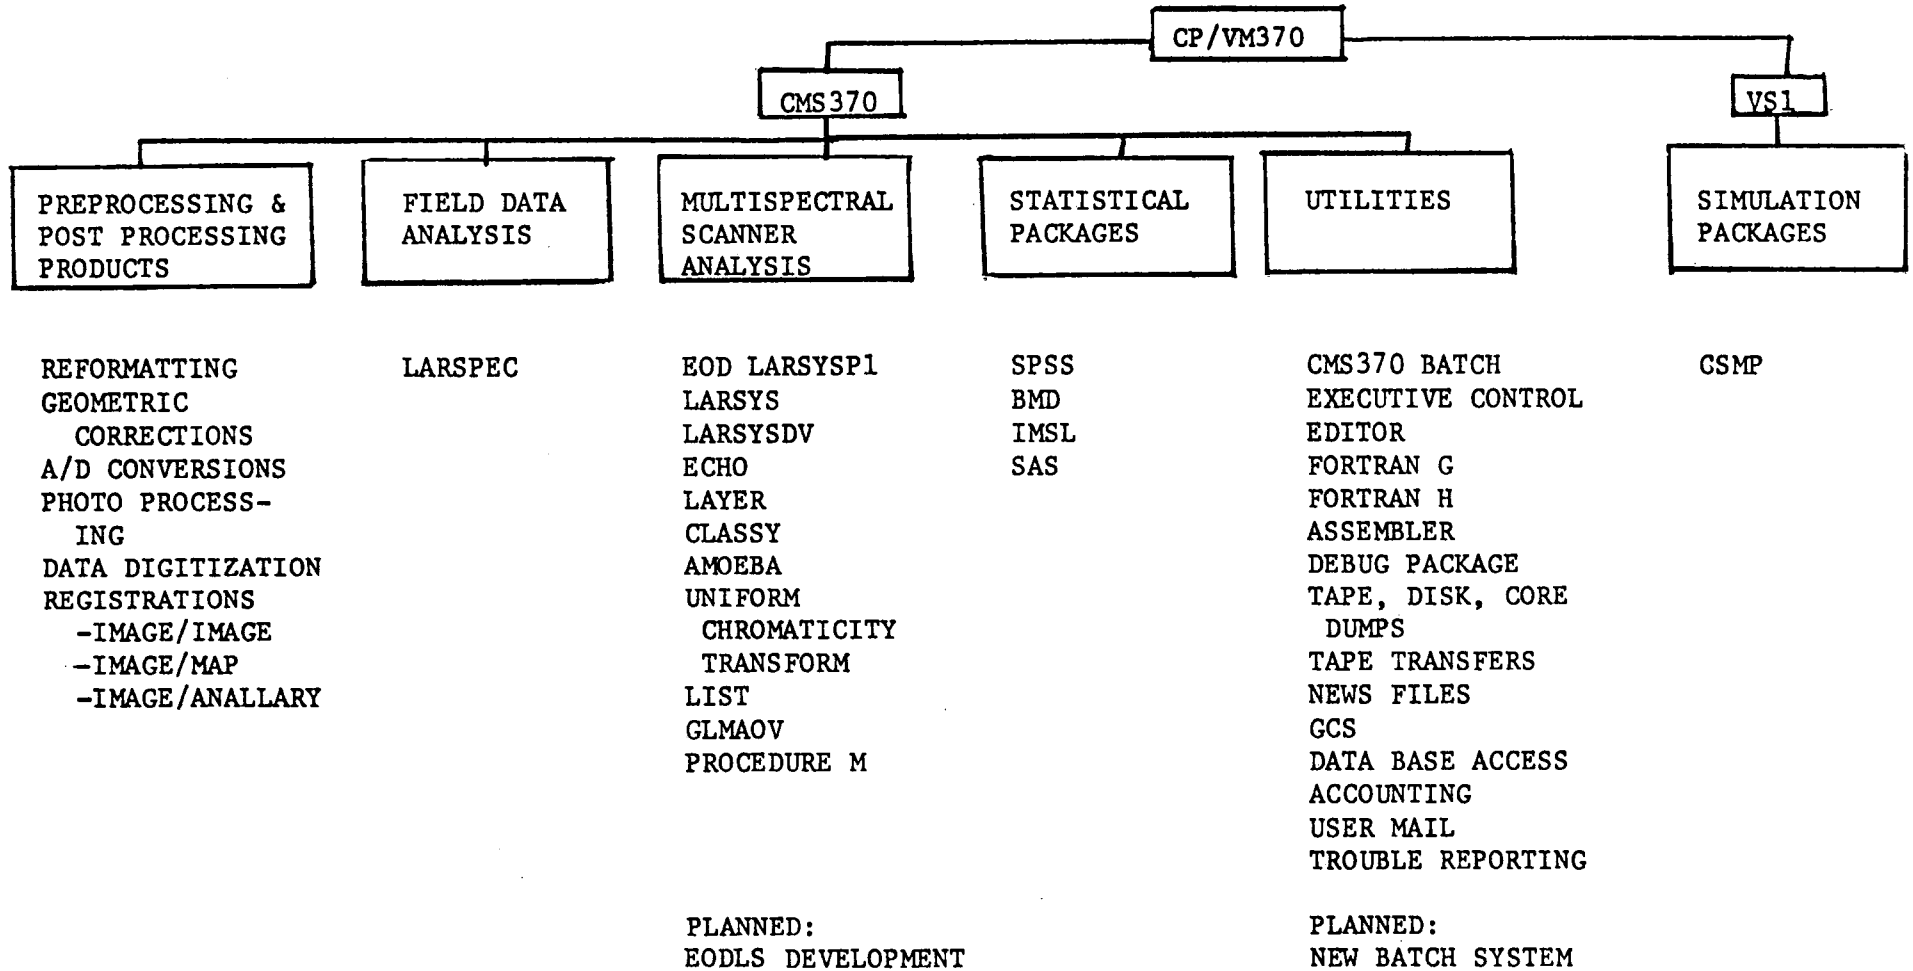 CP/VM370
CMS370
VS1
PREPROCESSING &
POST PROCESSING
PRODUCTS
FIELD DATA
ANALYSIS
MULTISPECTRAL
SCANNER
ANALYSIS
STATISTICAL
PACKAGES
UTILITIES
SIMULATION
PACKAGES
REFORMATTING
GEOMETRIC
CORRECTIONS
A/D CONVERSIONS
PHOTO PROCESS-
ING
DATA DIGITIZATION
REGISTRATIONS
-IMAGE/IMAGE
-IMAGE/MAP
-IMAGE/ANALLARY
LARSPEC
EOD LARSYSP1
LARSYS
LARSYSDV
ECHO
LAYER
CLASSY
AMOEBA
UNIFORM
CHROMATICITY
TRANSFORM
LIST
GLMAOV
PROCEDURE M
PLANNED:
EODLS DEVELOPMENT
SPSS
BMD
IMSL
SAS
CMS370 BATCH
EXECUTIVE CONTROL
EDITOR
FORTRAN G
FORTRAN H
ASSEMBLER
DEBUG PACKAGE
TAPE, DISK, CORE
DUMPS
TAPE TRANSFERS
NEWS FILES
GCS
DATA BASE ACCESS
ACCOUNTING
USER MAIL
TROUBLE REPORTING
PLANNED:
NEW BATCH SYSTEM
CSMP